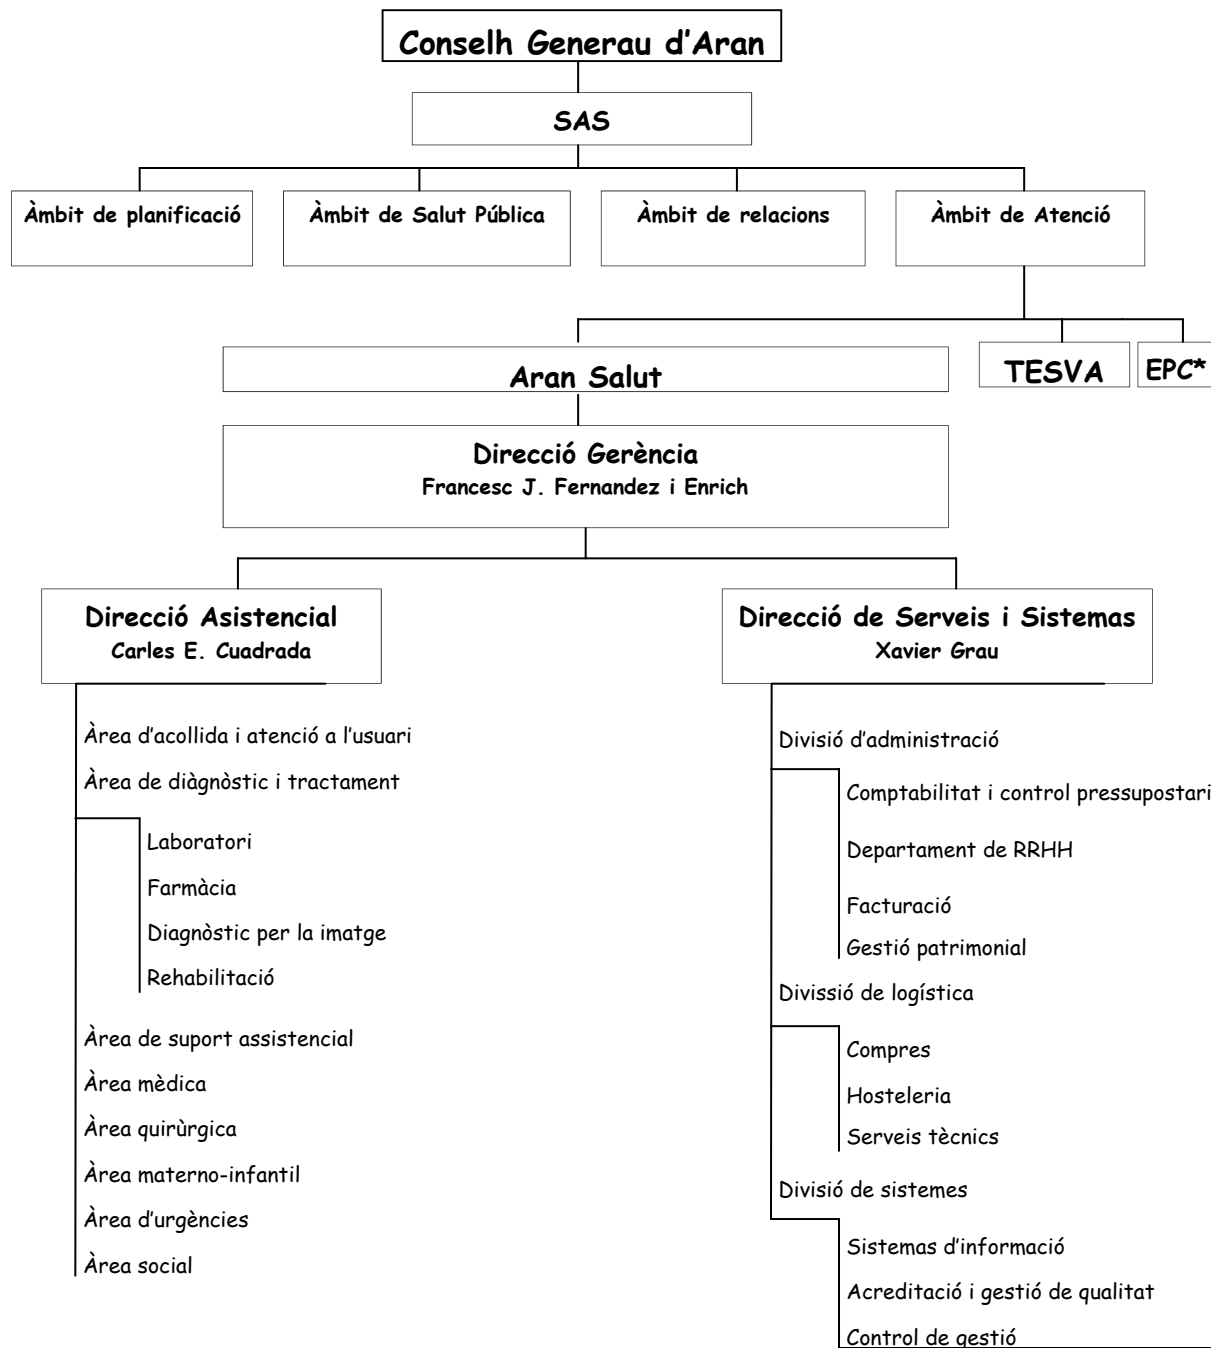 Conselh Generau d'Aran
SAS
Àmbit de planificació
Àmbit de Salut Pública
Àmbit de relacions
Àmbit de Atenció
Aran Salut
TESVA
EPC*
Direcció Gerència
Francesc J. Fernandez i Enrich
Direcció Asistencial
Carles E. Cuadrada
Àrea d'acollida i atenció a l'usuari
Àrea de diàgnòstic i tractament
Laboratori
Farmàcia
Diagnòstic per la imatge
Rehabilitació
Àrea de suport assistencial
Àrea mèdica
Àrea quirùrgica
Àrea materno-infantil
Àrea d'urgències
Àrea social
Direcció de Serveis i Sistemas
Xavier Grau
Divisió d'administració
Comptabilitat i control pressupostari
Departament de RRHH
Facturació
Gestió patrimonial
Divissió de logística
Compres
Hosteleria
Serveis tècnics
Divisió de sistemes
Sistemas d'informació
Acreditació i gestió de qualitat
Control de gestió